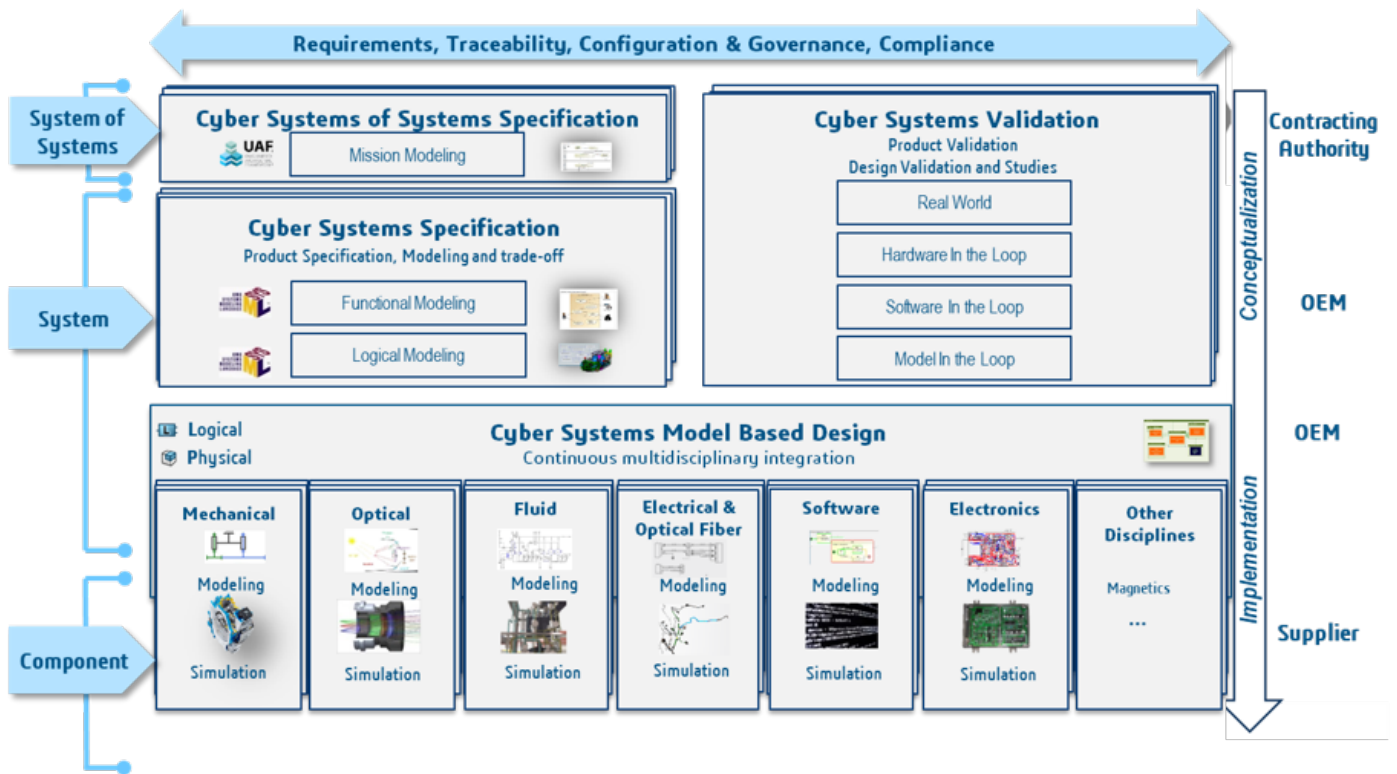 Requirements, Traceability, Configuration & Governance, Compliance
System of
Systems
Cyber Systems of Systems Specification
UAF
Mission Modeling
Cyber Systems Specification
Product Specification, Modeling and trade-off
System
Functional Modeling
Logical Modeling
Cyber Systems Validation
Product Validation
Design Validation and Studies
Real World
Hardware In the Loop
Software In the Loop
Model In the Loop
Conceptualization
Contracting
Authority
OEM
Logical
Physical
Cyber Systems Model Based Design
Continuous multidisciplinary integration
OEM
Component
Mechanical
Modeling
Simulation
Optical
Modeling
Simulation
Fluid
Modeling
Simulation
Electrical &
Optical Fiber
Modeling
Simulation
Software
Modeling
Simulation
Electronics
Modeling
Simulation
Other
Disciplines
Magnetics
...
Implementation
Supplier